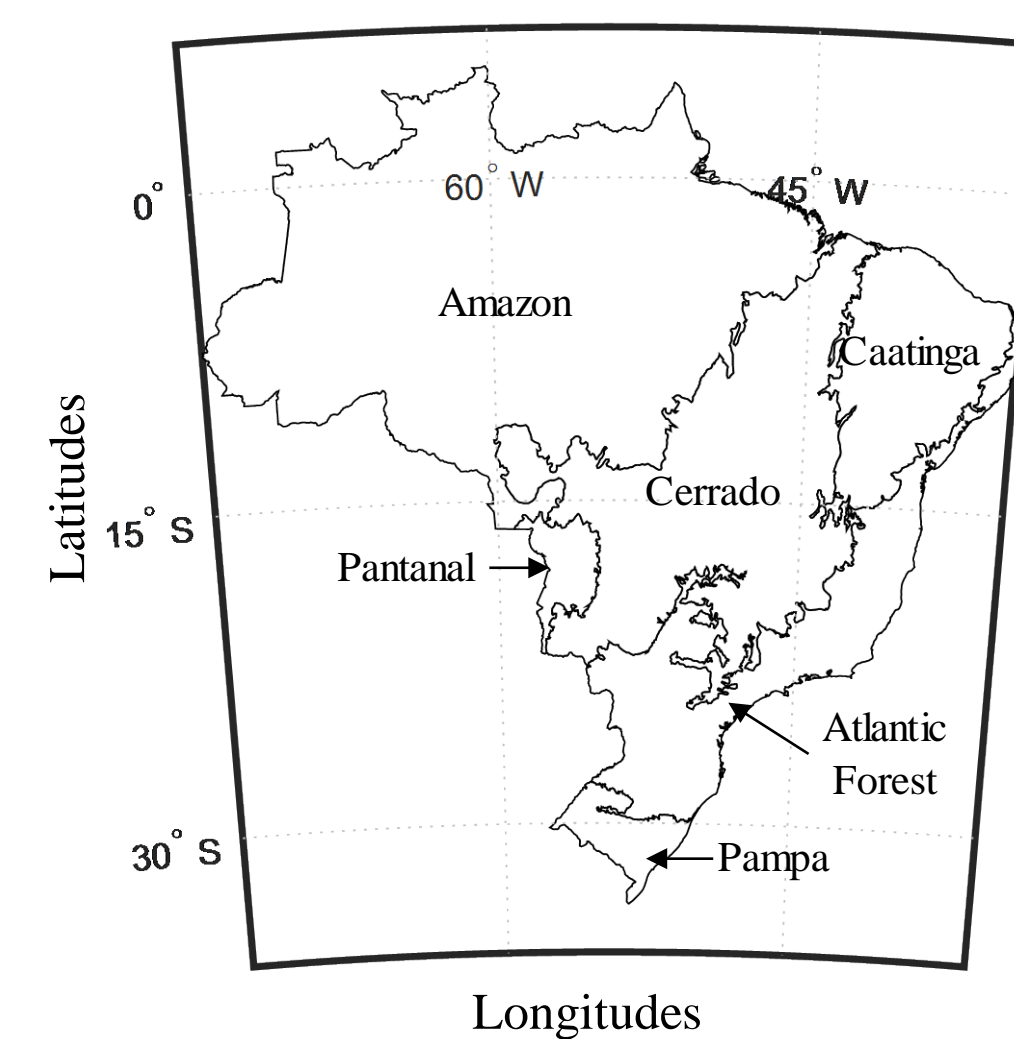 60° W
45° W
0°
Amazon
Caatinga
Latitudes
Cerrado
15° S
Pantanal
Atlantic
Forest
30° S
Pampa
Longitudes